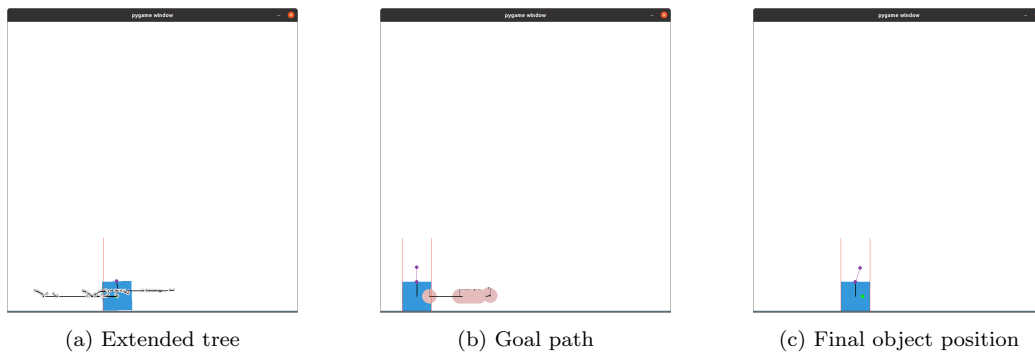 pygame window
pygame window
pygame window
(a) Extended tree
(b) Goal path
(c) Final object position